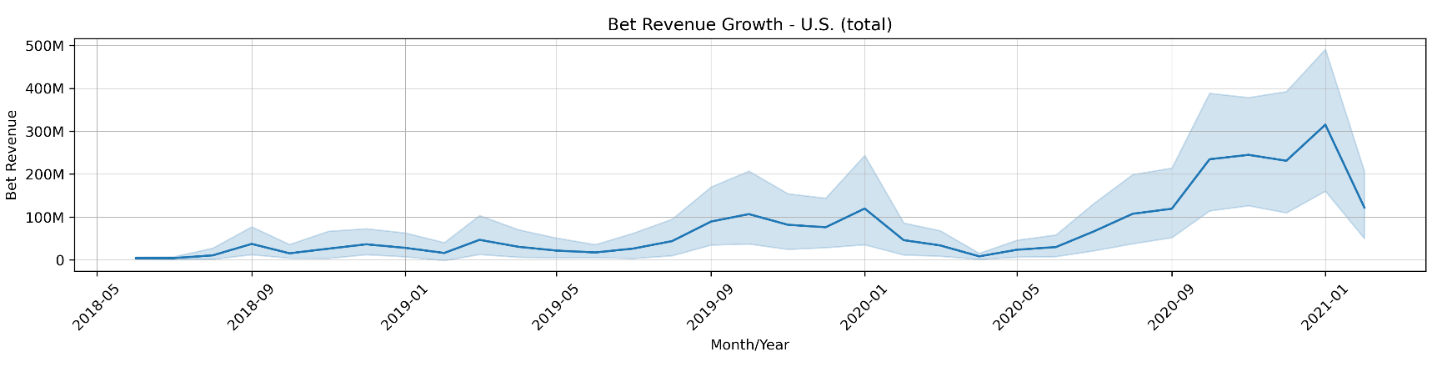 Bet Revenue Growth - U.S. (total)
500M
400M
300M
200M
100M
0
Bet Revenue
2018-05
2018-09
2019-01
2019-05
2019-09
2020-01
2020-05
2020-09
2021-01
Month/Year